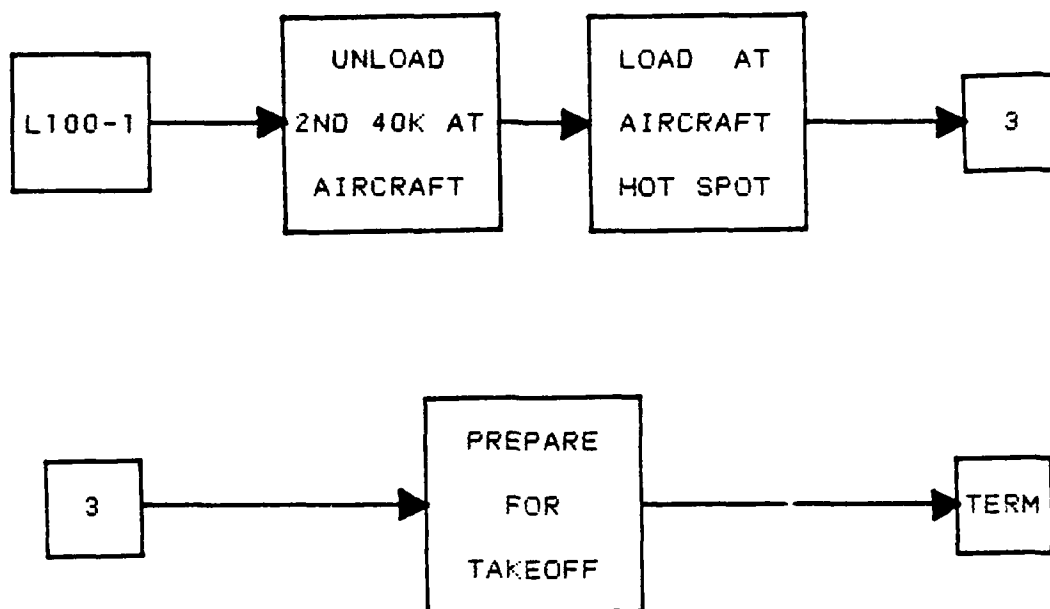 L100-1
UNLOAD
2ND 40K AT
AIRCRAFT
LOAD AT
AIRCRAFT
HOT SPOT
3
3
PREPARE
FOR
TAKEOFF
TERM